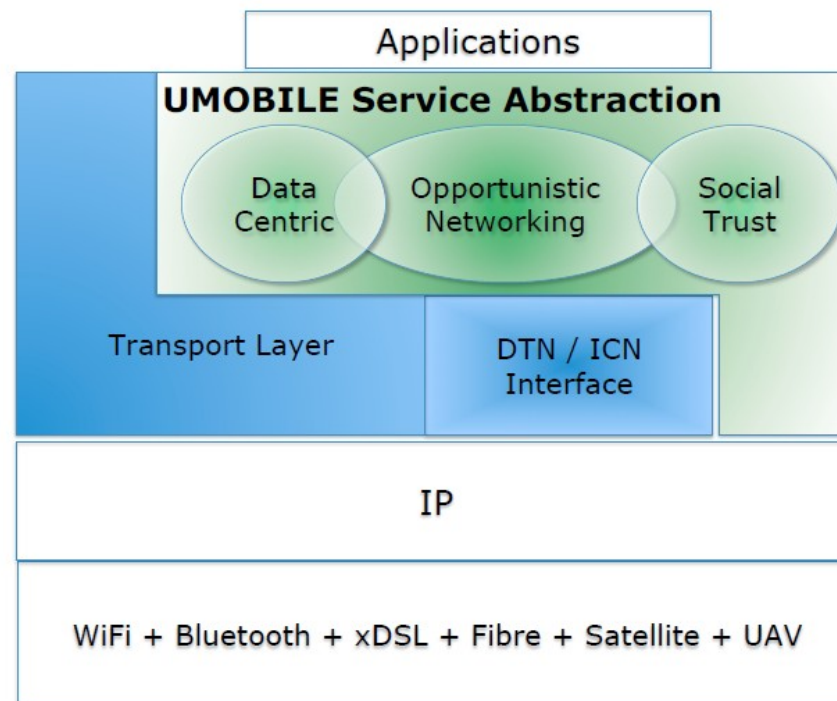 Applications
UMOBILE Service Abstraction
Data
Centric
Opportunistic
Networking
Social
Trust
Transport Layer
DTN / ICN
Interface
IP
WiFi + Bluetooth + xDSL + Fibre + Satellite + UAV